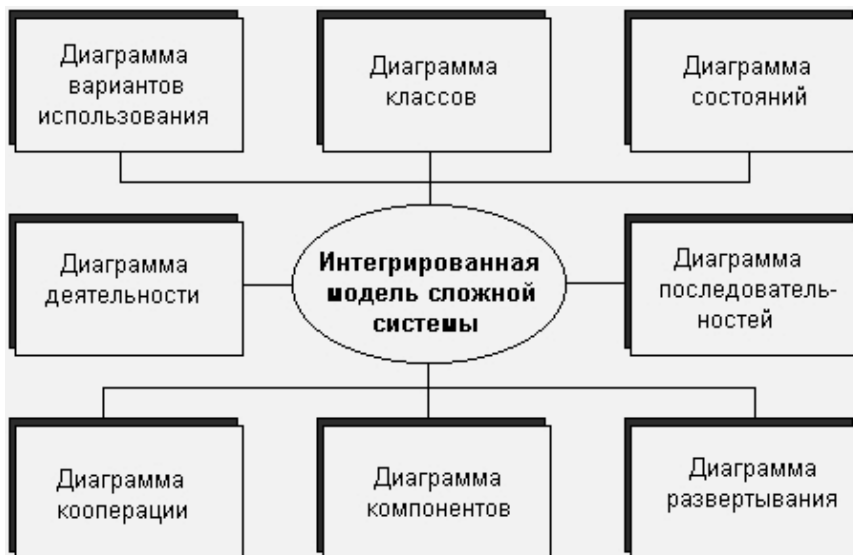 Диаграмма
вариантов
использования
Диаграмма
классов
Диаграмма
состояний
Диаграмма
деятельности
Интегрированная
модель сложной
системы
Диаграмма
последователь-
ностей
Диаграмма
кооперации
Диаграмма
компонентов
Диаграмма
развертывания